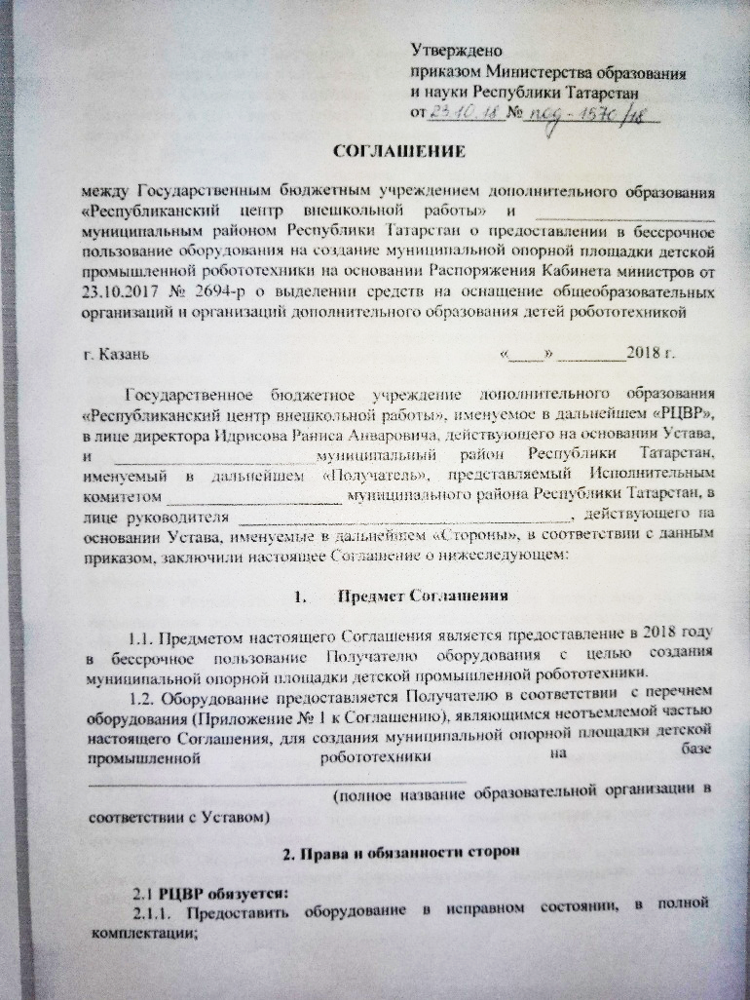 Утверждено
приказом Министерства образования
и науки Республики Татарстан
от 23.10.18 № под - 1570/18
СОГЛАШЕНИЕ
между Государственным бюджетным учреждением дополнительного образования
«Республиканский центр внешкольной работы» и ____________________
муниципальным районом Республики Татарстан о предоставлении в бессрочное
пользование оборудования на создание муниципальной опорной площадки детской
промышленной робототехники на основании Распоряжения Кабинета министров от
23.10.2017 № 2694-р о выделении средств на оснащение общеобразовательных
организаций и организаций дополнительного образования детей робототехникой
г. Казань «____» ________2018 г.
Государственное бюджетное учреждение дополнительного образования
«Республиканский центр внешкольной работы», именуемое в дальнейшем «РЦВР»,
в лице директора Идрисова Раниса Анваровича, действующего на основании Устава,
и ______________________муниципальный район Республики Татарстан,
именуемый в дальнейшем «Получатель», представляемый Исполнительным
комитетом ____________________ муниципального района Республики Татарстан, в
лице руководителя ______________________________________, действующего на
основании Устава, именуемые в дальнейшем «Стороны», в соответствии с данным
приказом, заключили настоящее Соглашение о нижеследующем:
1. Предмет Соглашения
1.1. Предметом настоящего Соглашения является предоставление в 2018 году
в бессрочное пользование Получателю оборудования с целью создания
муниципальной опорной площадки детской промышленной робототехники.
1.2. Оборудование предоставляется Получателю в соответствии с перечнем
оборудования (Приложение № 1 к Соглашению), являющимся неотъемлемой частью
настоящего Соглашения, для создания муниципальной опорной площадки детской
промышленной робототехники на базе
___________________________________________
(полное название образовательной организации в
соответствии с Уставом)
2. Права и обязанности сторон
2.1 РЦВР обязуется:
2.1.1. Предоставить оборудование в исправном состоянии, в полной
комплектации;